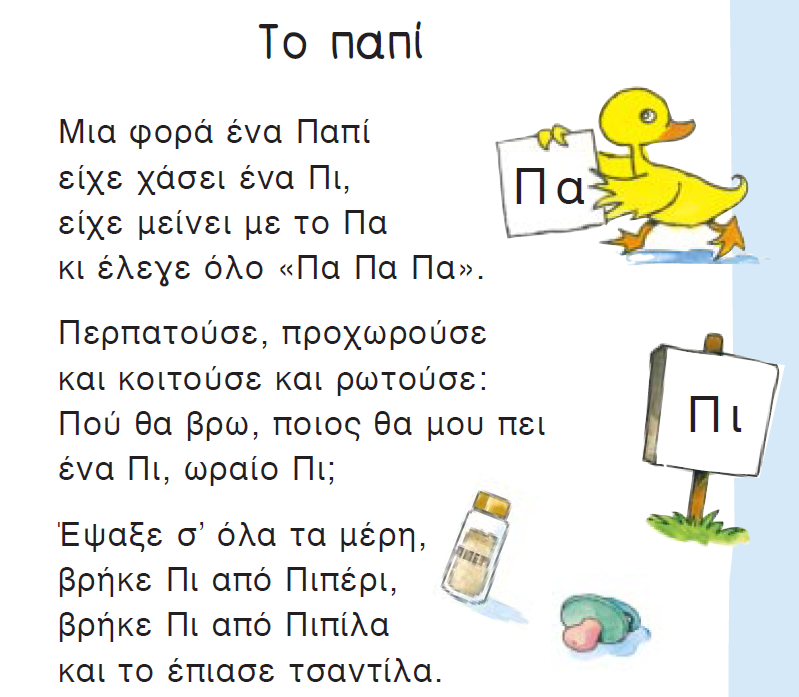 Το παπί
Μια φορά ένα Παπί
είχε χάσει ένα Πι,
είχε μείνει με το Πα
κι έλεγε όλο «Πα Πα Πα».
Πα
Περπατούσε, προχωρούσε
και κοιτούσε και ρωτούσε:
Πού θα βρω, ποιος θα μου πει
ένα Πι, ωραίο Πι;
Πι
Έψαξε σ’ όλα τα μέρη,
βρήκε Πι από Πιπέρι,
βρήκε Πι από Πιπίλα
και το έπιασε τσαντίλα.